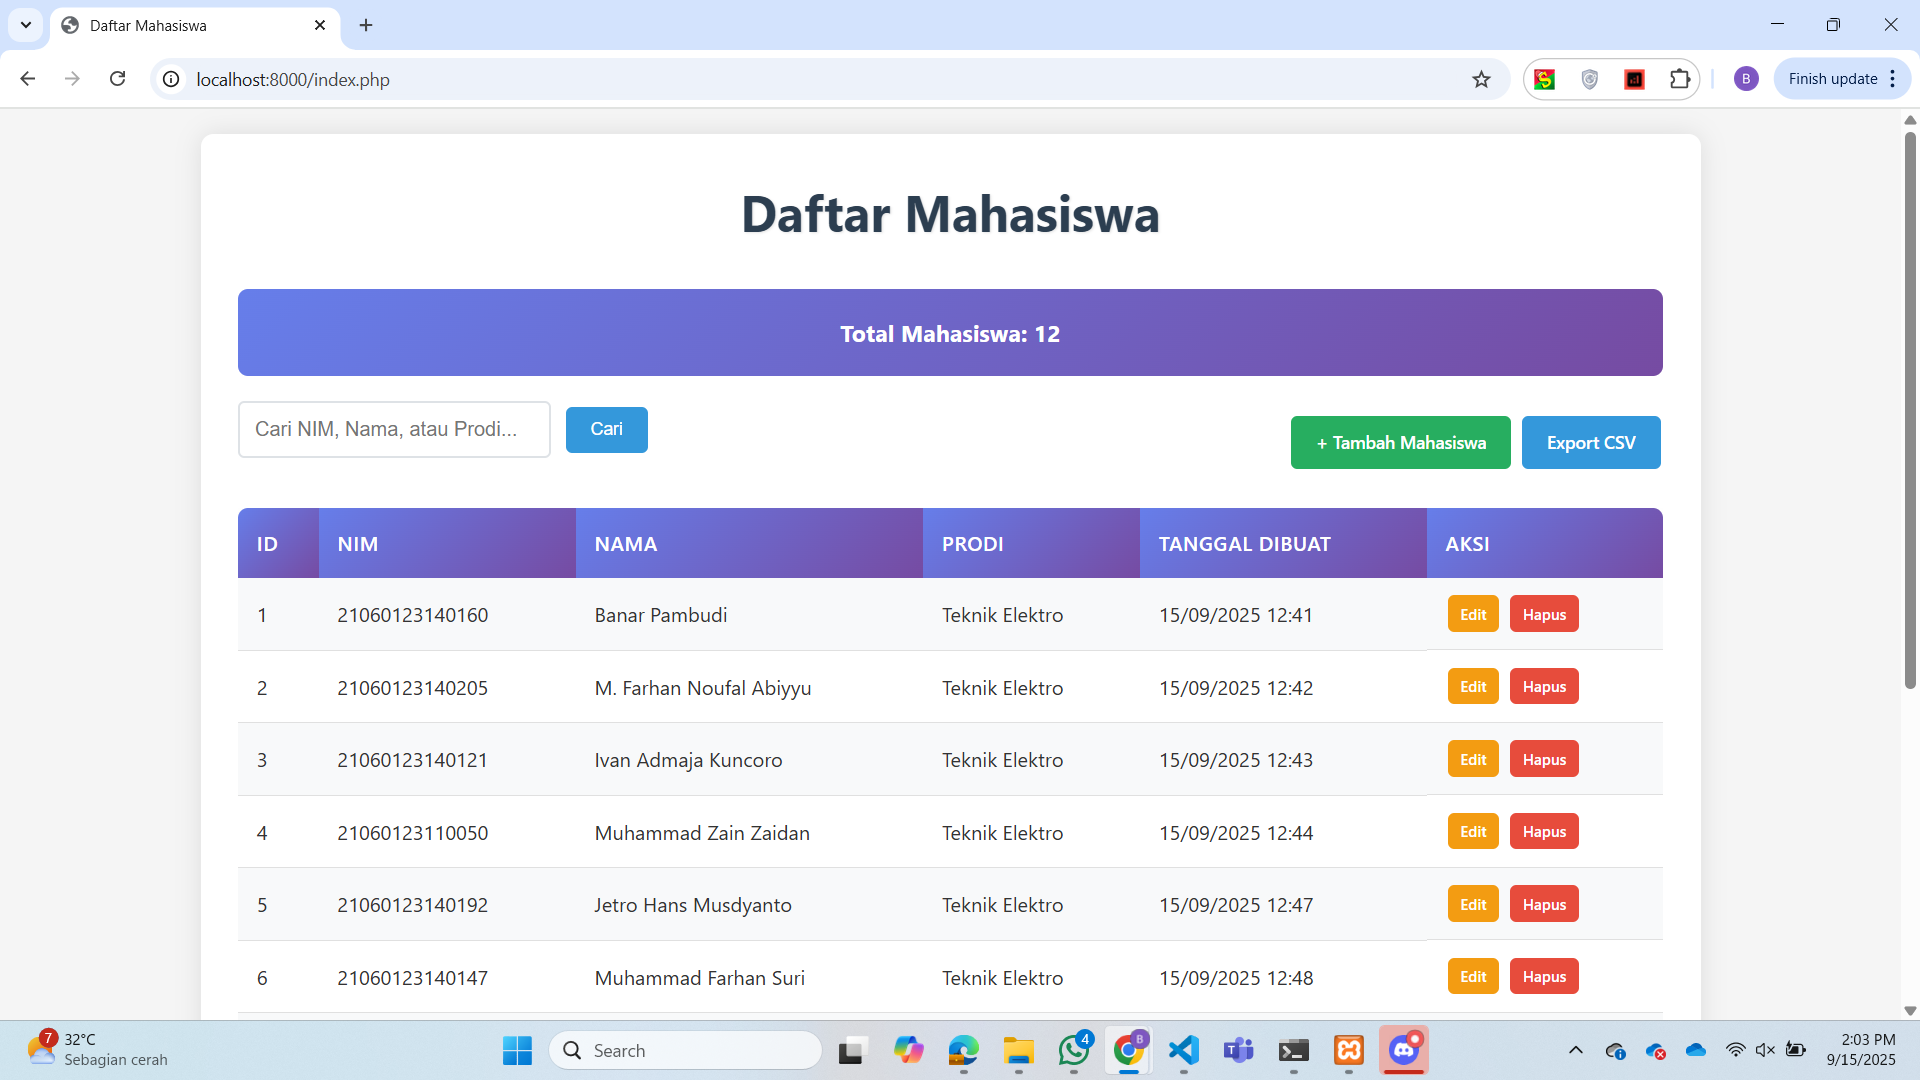 Daftar Mahasiswa
localhost:8000/index.php
B
Finish update
Daftar Mahasiswa
Total Mahasiswa: 12
Cari NIM, Nama, atau Prodi...
Cari
+ Tambah Mahasiswa
Export CSV
ID NIM NAMA PRODI TANGGAL DIBUAT AKSI
1 21060123140160 Banar Pambudi Teknik Elektro 15/09/2025 12:41 Edit Hapus
2 21060123140205 M. Farhan Noufal Abiyyu Teknik Elektro 15/09/2025 12:42 Edit Hapus
3 21060123140121 Ivan Admaja Kuncoro Teknik Elektro 15/09/2025 12:43 Edit Hapus
4 21060123110050 Muhammad Zain Zaidan Teknik Elektro 15/09/2025 12:44 Edit Hapus
5 21060123140192 Jetro Hans Musdyanto Teknik Elektro 15/09/2025 12:47 Edit Hapus
6 21060123140147 Muhammad Farhan Suri Teknik Elektro 15/09/2025 12:48 Edit Hapus
7
32°C
Sebagian cerah
Search
4
B
2:03 PM
9/15/2025